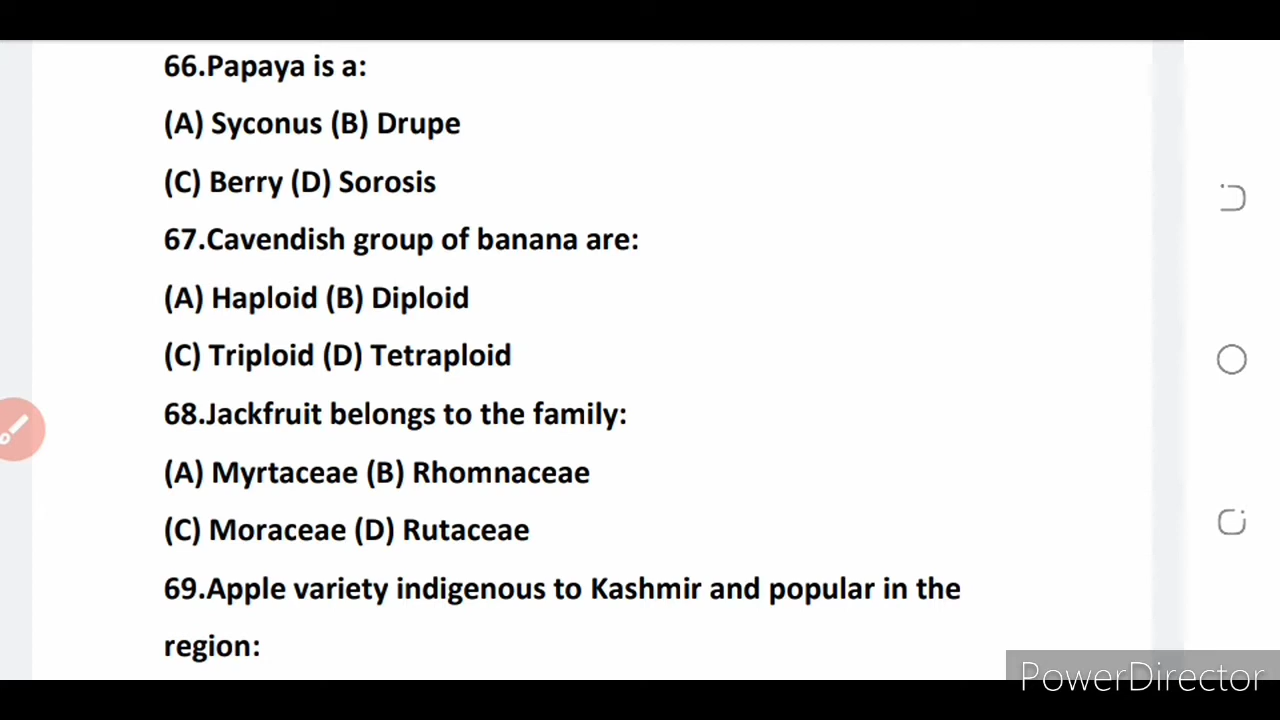 66.Papaya is a:
(A) Syconus (B) Drupe
(C) Berry (D) Sorosis
67.Cavendish group of banana are:
(A) Haploid (B) Diploid
(C) Triploid (D) Tetraploid
68.Jackfruit belongs to the family:
(A) Myrtaceae (B) Rhomnaceae
(C) Moraceae (D) Rutaceae
69.Apple variety indigenous to Kashmir and popular in the
region:
PowerDirector